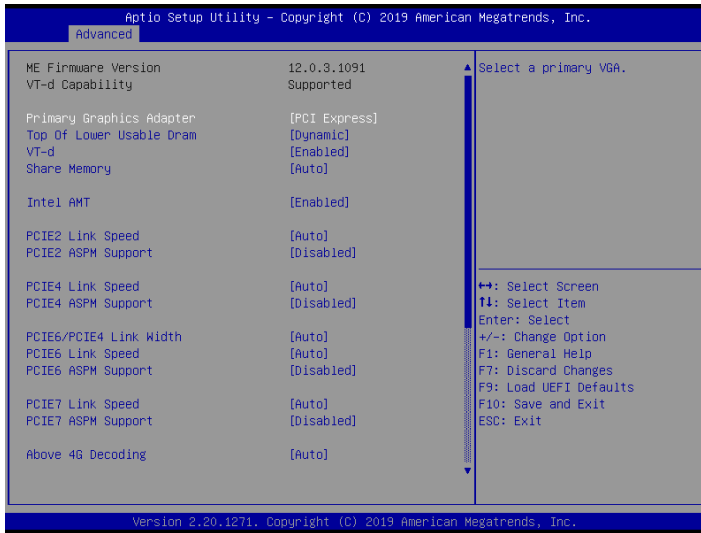 Aptio Setup Utility – Copyright (C) 2019 American Megatrends, Inc.
Advanced
ME Firmware Version 12.0.3.1091
VT-d Capability Supported
Primary Graphics Adapter [PCI Express]
Top Of Lower Usable Dram [Dynamic]
VT-d [Enabled]
Share Memory [Auto]
Intel AMT [Enabled]
PCIE2 Link Speed [Auto]
PCIE2 ASPM Support [Disabled]
PCIE4 Link Speed [Auto]
PCIE4 ASPM Support [Disabled]
PCIE6/PCIE4 Link Width [Auto]
PCIE6 Link Speed [Auto]
PCIE6 ASPM Support [Disabled]
PCIE7 Link Speed [Auto]
PCIE7 ASPM Support [Disabled]
Above 4G Decoding [Auto]
Select a primary VGA.
↔: Select Screen
↑↓: Select Item
Enter: Select
+/-: Change Option
F1: General Help
F7: Discard Changes
F9: Load UEFI Defaults
F10: Save and Exit
ESC: Exit
Version 2.20.1271. Copyright (C) 2019 American Megatrends, Inc.